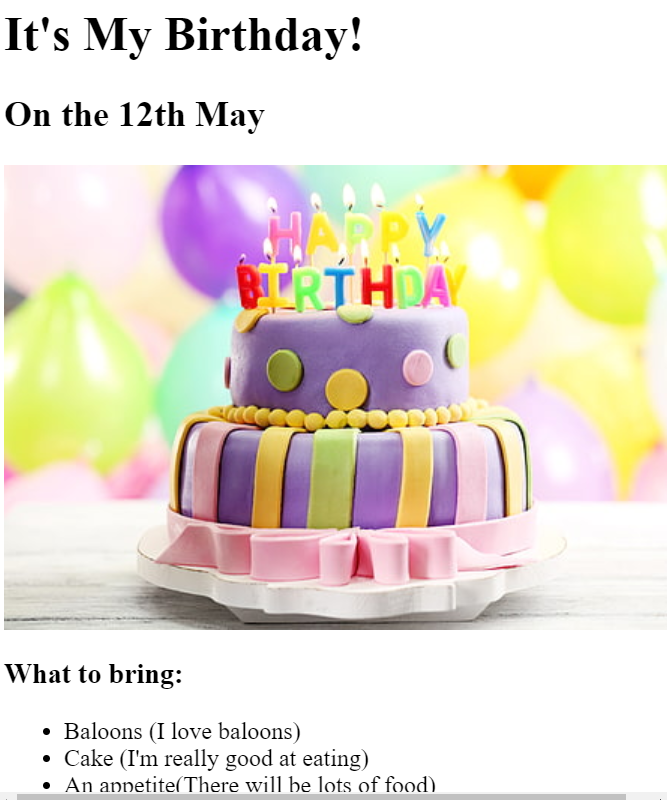 It's My Birthday!
On the 12th May
HAPPY
BIRTHDAY
What to bring:
Baloons (I love baloons)
Cake (I'm really good at eating)
An appetite(There will be lots of food)